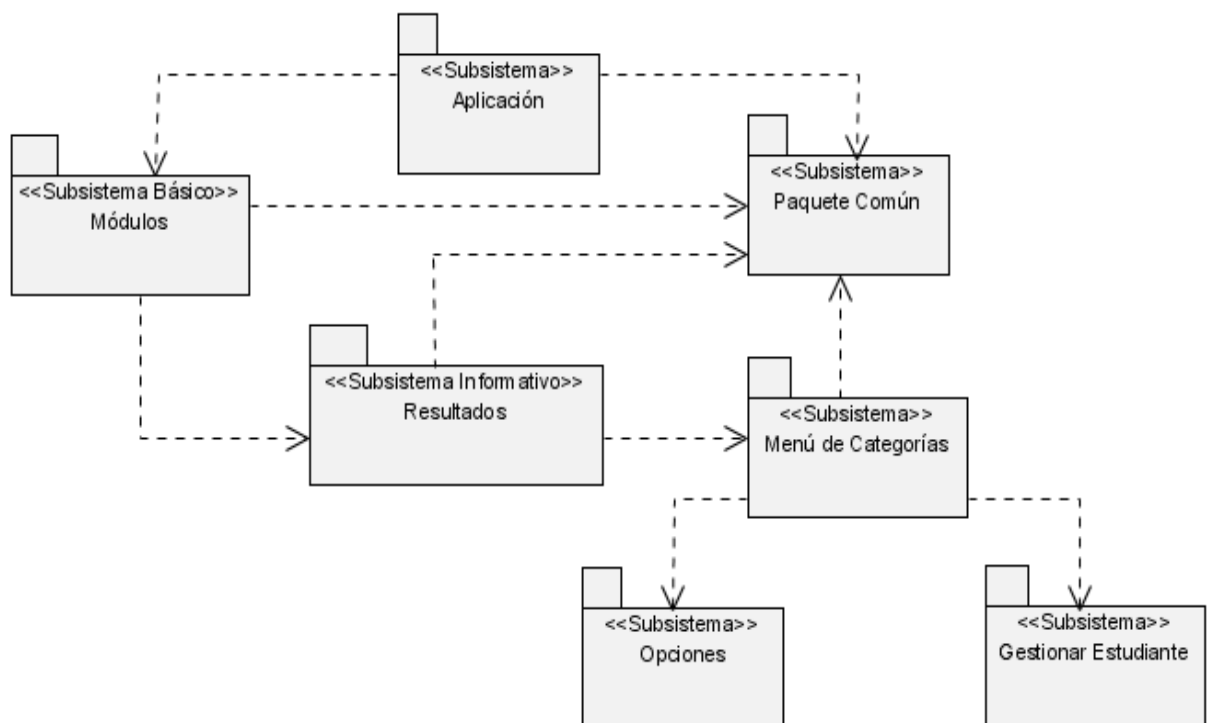 <<Subsistema>>
Aplicación
<<Subsistema Básico>>
Módulos
<<Subsistema>>
Paquete Común
<<Subsistema Informativo>>
Resultados
<<Subsistema>>
Menú de Categorías
<<Subsistema>>
Opciones
<<Subsistema>>
Gestionar Estudiante